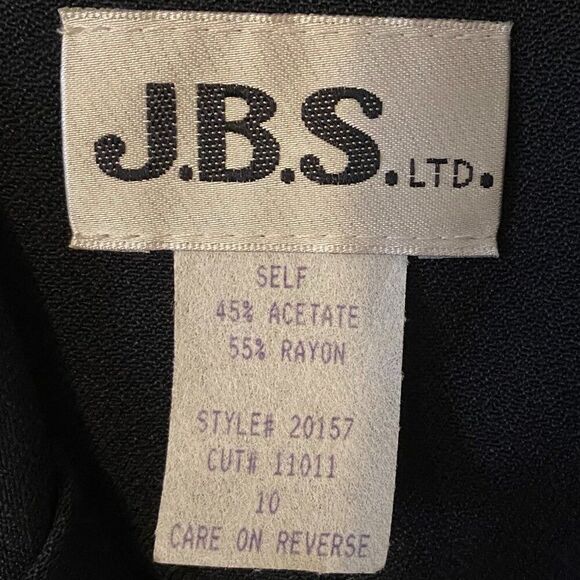 J.B.S. LTD.
SELF
45% ACETATE
55% RAYON
STYLE# 20157
CUT# 11011
10
CARE ON REVERSE